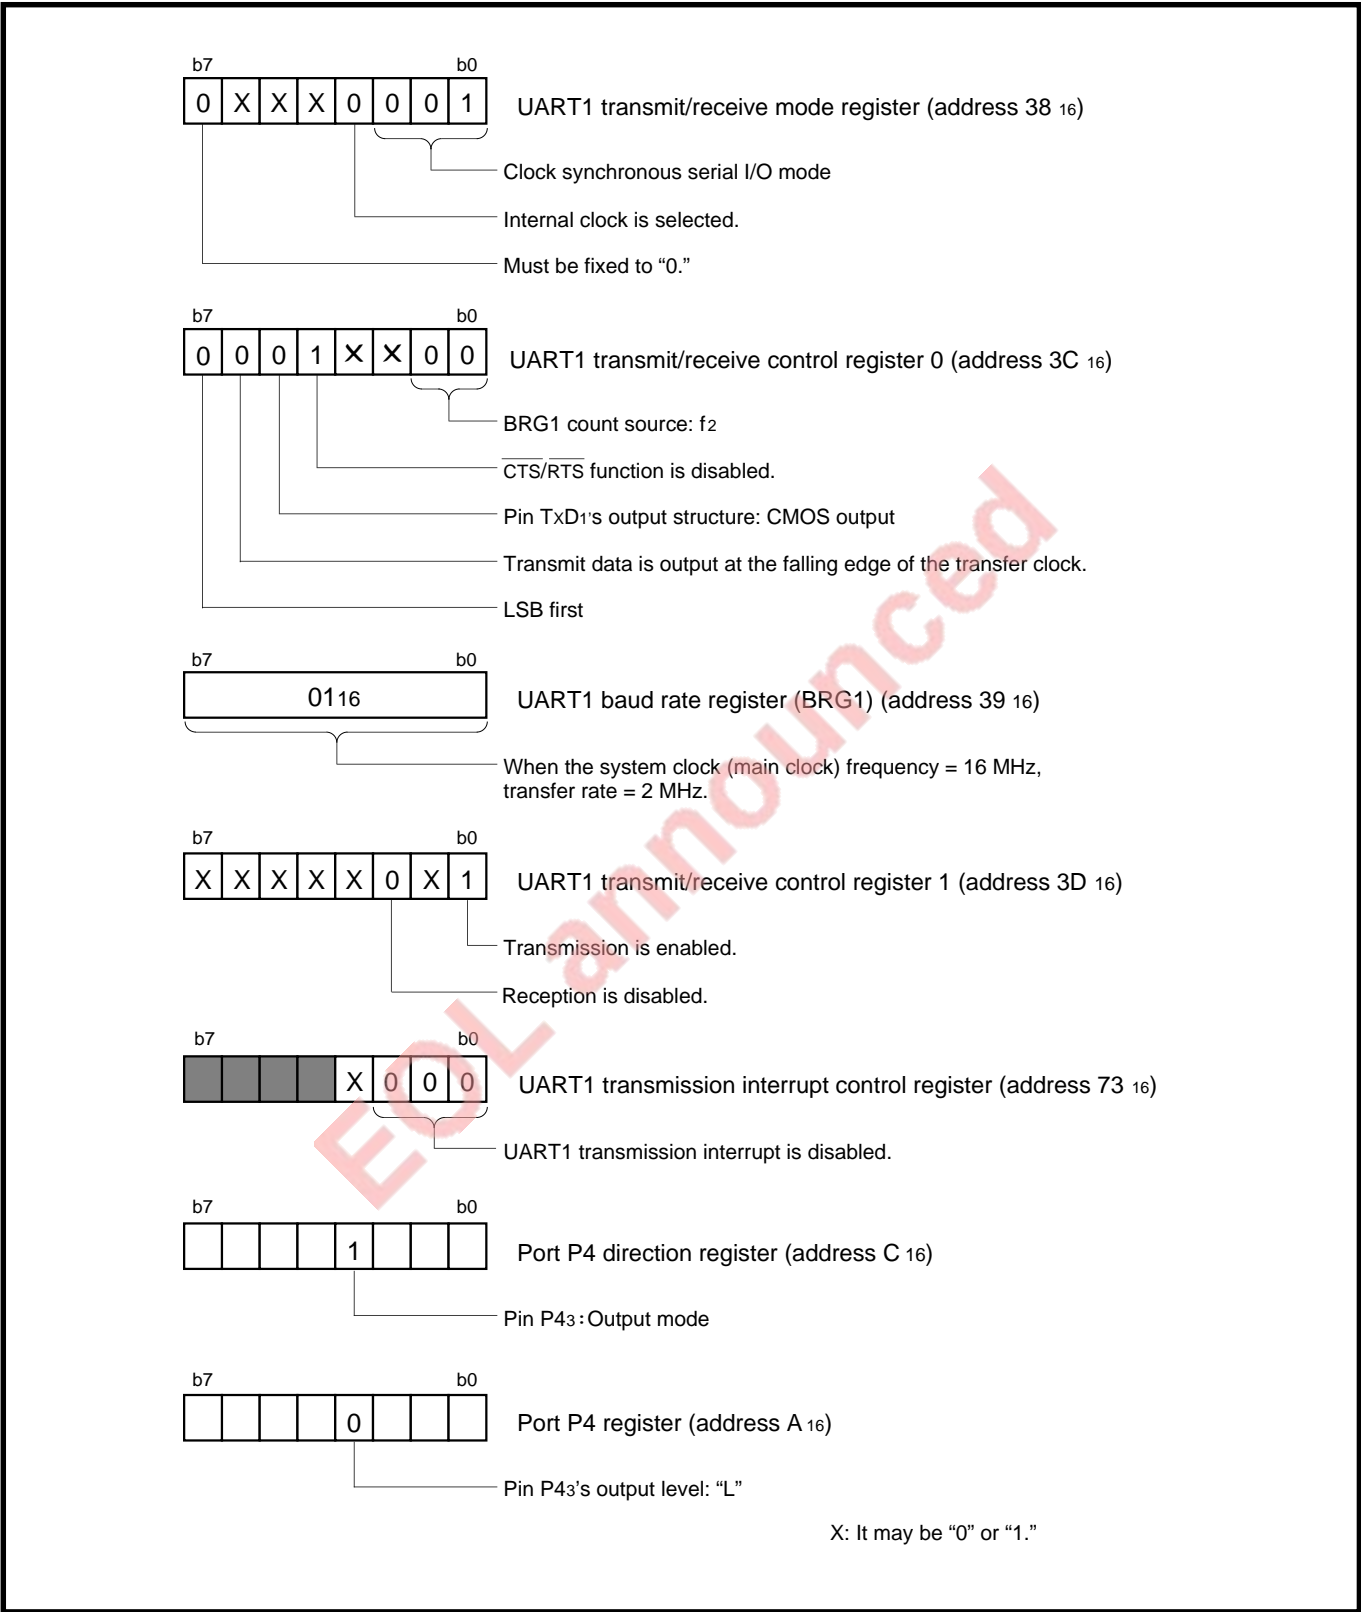 b7 b0
0 X X X 0 0 0 1 UART1 transmit/receive mode register (address 38 16)
Clock synchronous serial I/O mode
Internal clock is selected.
Must be fixed to “0.”
b7 b0
0 0 0 1 X X 0 0 UART1 transmit/receive control register 0 (address 3C 16)
BRG1 count source: f2
CTS/RTS function is disabled.
Pin TxD1’s output structure: CMOS output
Transmit data is output at the falling edge of the transfer clock.
LSB first
b7 b0
0116 UART1 baud rate register (BRG1) (address 39 16)
When the system clock (main clock) frequency = 16 MHz,
transfer rate = 2 MHz.
b7 b0
X X X X X 0 X 1 UART1 transmit/receive control register 1 (address 3D 16)
Transmission is enabled.
Reception is disabled.
b7 b0
X 0 0 0 UART1 transmission interrupt control register (address 73 16)
UART1 transmission interrupt is disabled.
b7 b0
1 Port P4 direction register (address C 16)
Pin P43 : Output mode
b7 b0
0 Port P4 register (address A 16)
Pin P43’s output level: “L”
X: It may be “0” or “1.”
EOL announced